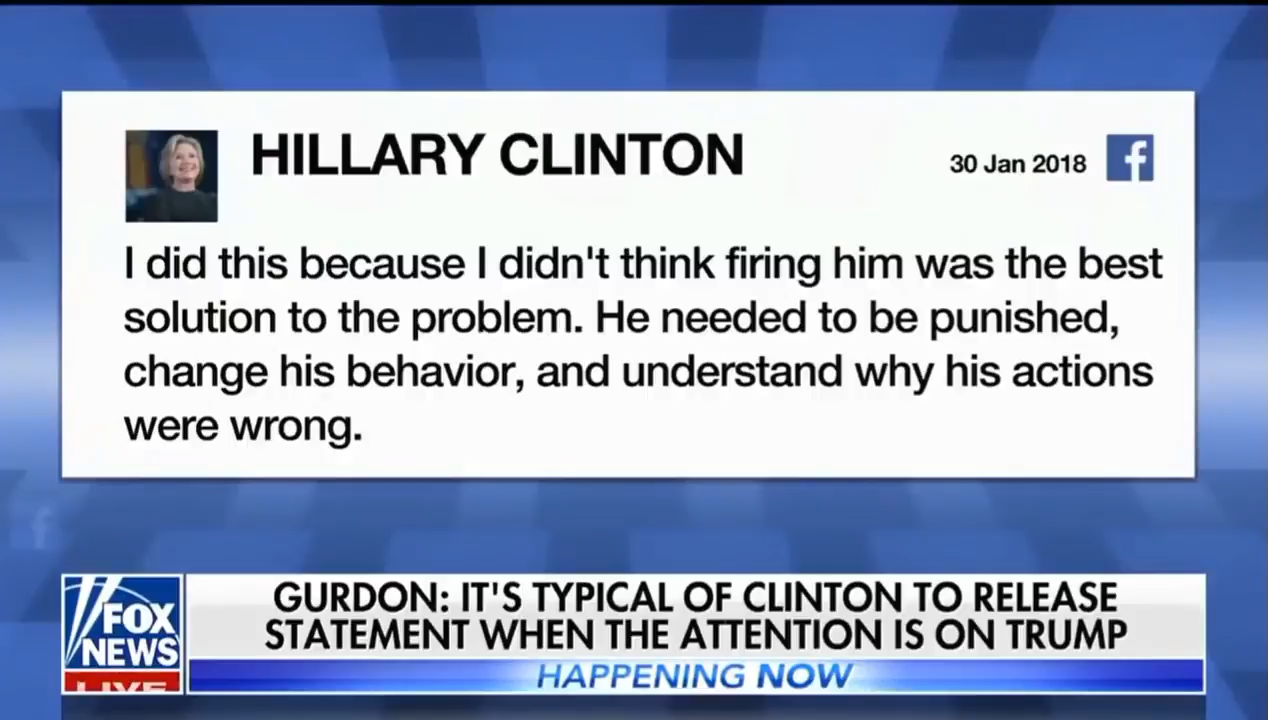 HILLARY CLINTON
30 Jan 2018
f
I did this because I didn't think firing him was the best
solution to the problem. He needed to be punished,
change his behavior, and understand why his actions
were wrong.
f
FOX
NEWS
LIVE
GURDON: IT'S TYPICAL OF CLINTON TO RELEASE
STATEMENT WHEN THE ATTENTION IS ON TRUMP
HAPPENING NOW